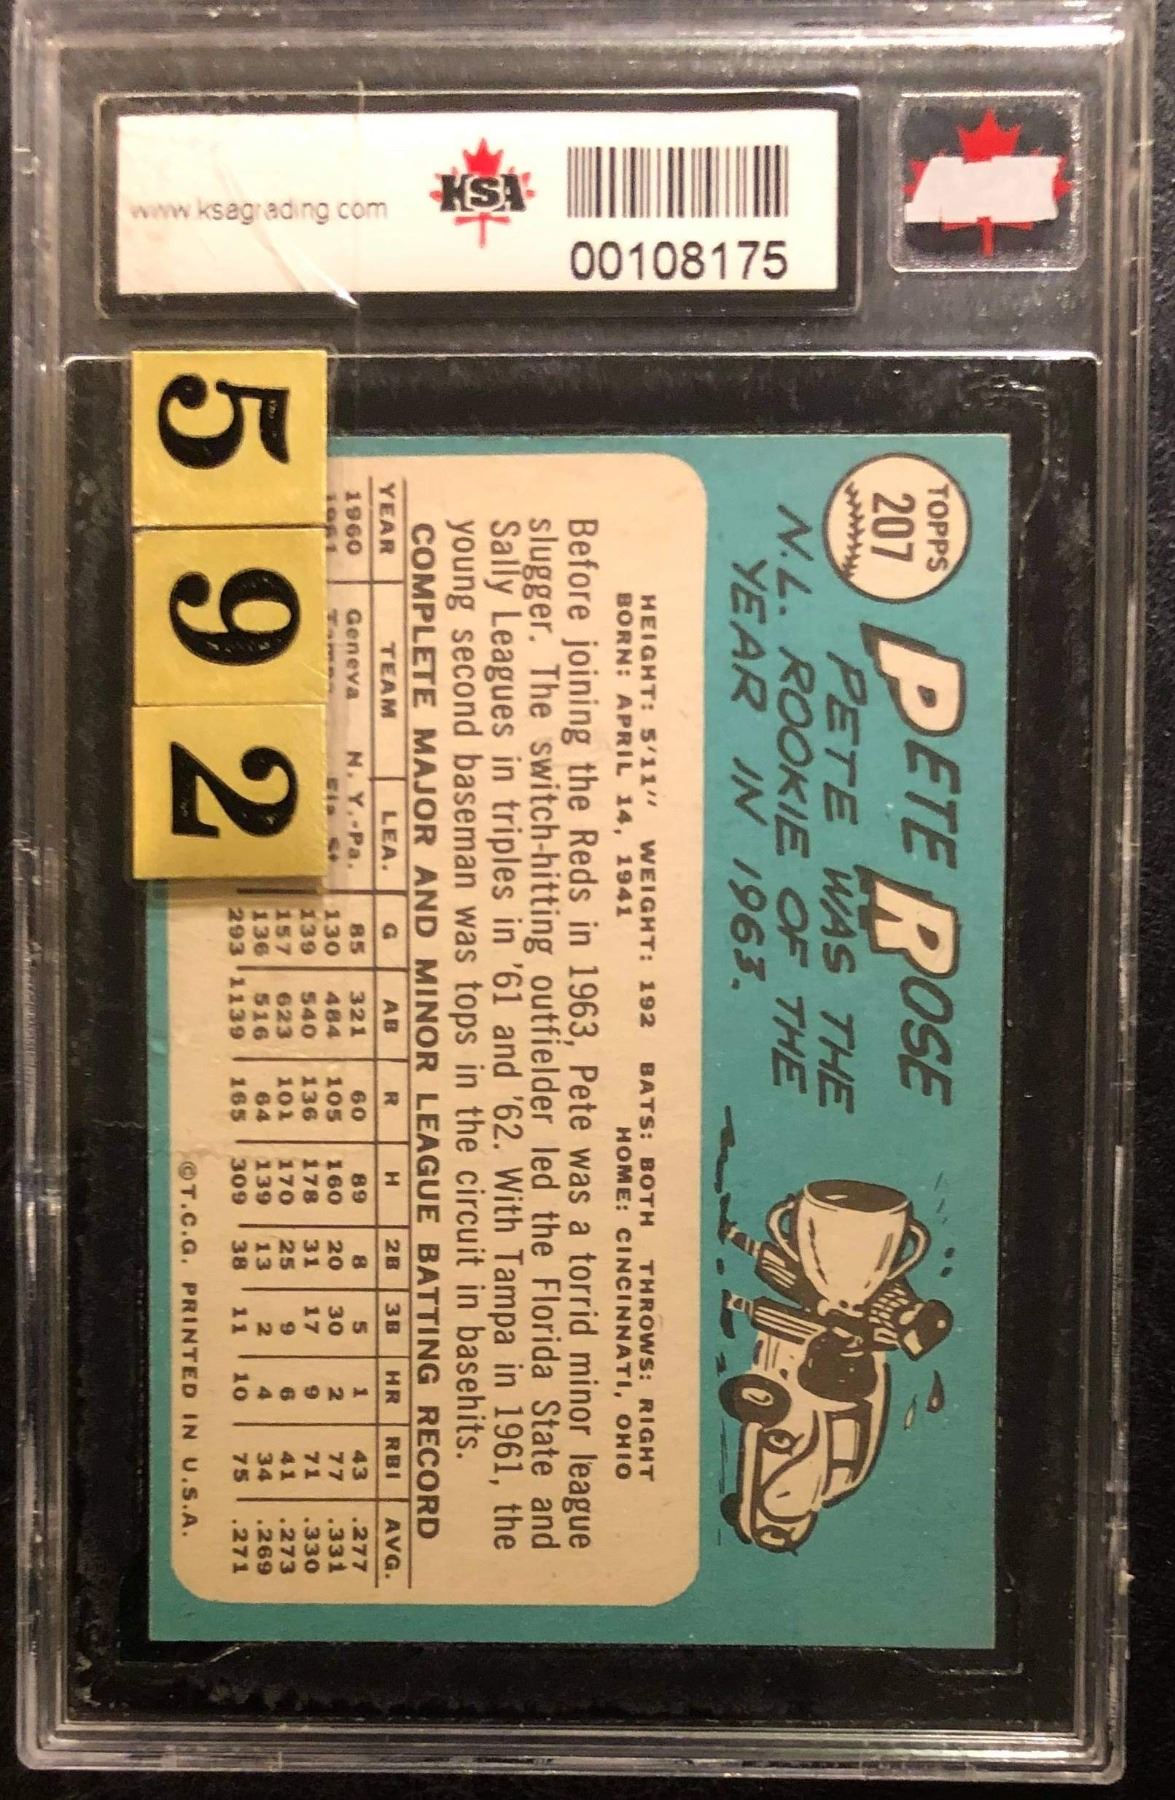 www.ksagrading.com
KSA
00108175
5
9
2
TOPPS
207
PETE ROSE
PETE WAS THE
N.L. ROOKIE OF THE
YEAR IN 1963.
HEIGHT: 5'11" WEIGHT: 192 BATS: BOTH THROWS: RIGHT
BORN: APRIL 14, 1941 HOME: CINCINNATI, OHIO
Before joining the Reds in 1963, Pete was a torrid minor league
slugger. The switch-hitting outfielder led the Florida State and
Sally Leagues in triples in '61 and '62. With Tampa in 1961, the
young second baseman was tops in the circuit in basehits.
COMPLETE MAJOR AND MINOR LEAGUE BATTING RECORD
YEAR TEAM LEA. G AB R H 2B 3B HR RBI AVG.
1960 Geneva N.Y.-Pa. 85 321 60 89 8 5 1 43 .277
130 484 105 160 20 30 2 77 .331
139 540 136 178 31 17 9 71 .330
157 623 101 170 25 9 6 41 .273
136 516 64 139 13 2 4 34 .269
293 1139 165 309 38 11 10 75 .271
©T.C.G. PRINTED IN U.S.A.